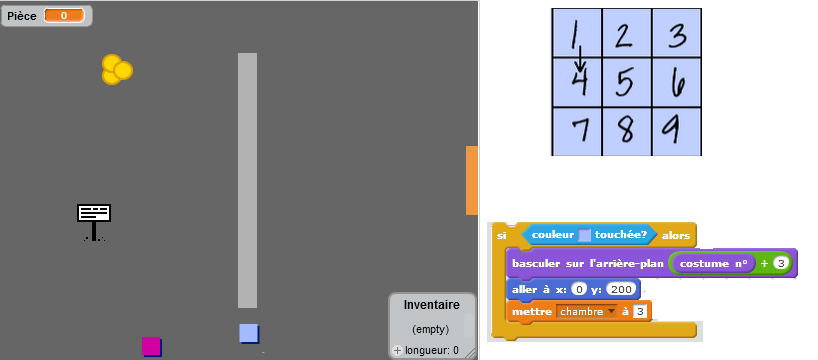 Pièce 0
1 2 3
4 5 6
7 8 9
si couleur touchée? alors
basculer sur l'arrière-plan costume n° + 3
aller à x: 0 y: 200
mettre chambre à 3
Inventaire
(empty)
+ longueur: 0